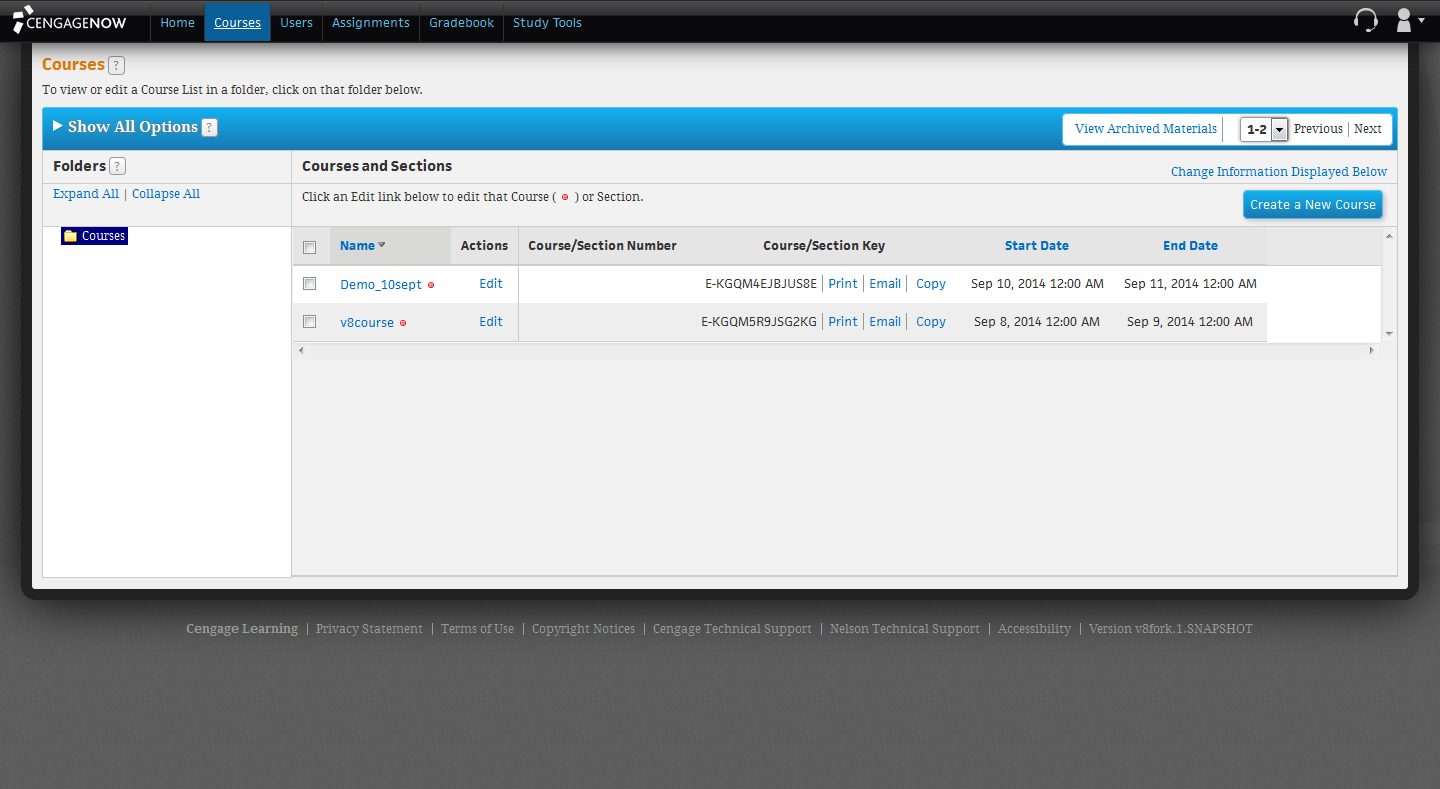 CENGAGENOW Home Courses Users Assignments Gradebook Study Tools
Courses ?
To view or edit a Course List in a folder, click on that folder below.
Show All Options ? View Archived Materials 1-2 Previous Next
Folders ? Courses and Sections Change Information Displayed Below
Expand All | Collapse All Click an Edit link below to edit that Course ( ) or Section. Create a New Course
Courses Name Actions Course/Section Number Course/Section Key Start Date End Date
Demo_10sept Edit E-KGQM4EJBJUS8E Print Email Copy Sep 10, 2014 12:00 AM Sep 11, 2014 12:00 AM
v8course Edit E-KGQM5R9JSG2KG Print Email Copy Sep 8, 2014 12:00 AM Sep 9, 2014 12:00 AM
Cengage Learning | Privacy Statement | Terms of Use | Copyright Notices | Cengage Technical Support | Nelson Technical Support | Accessibility | Version v8fork.1.SNAPSHOT